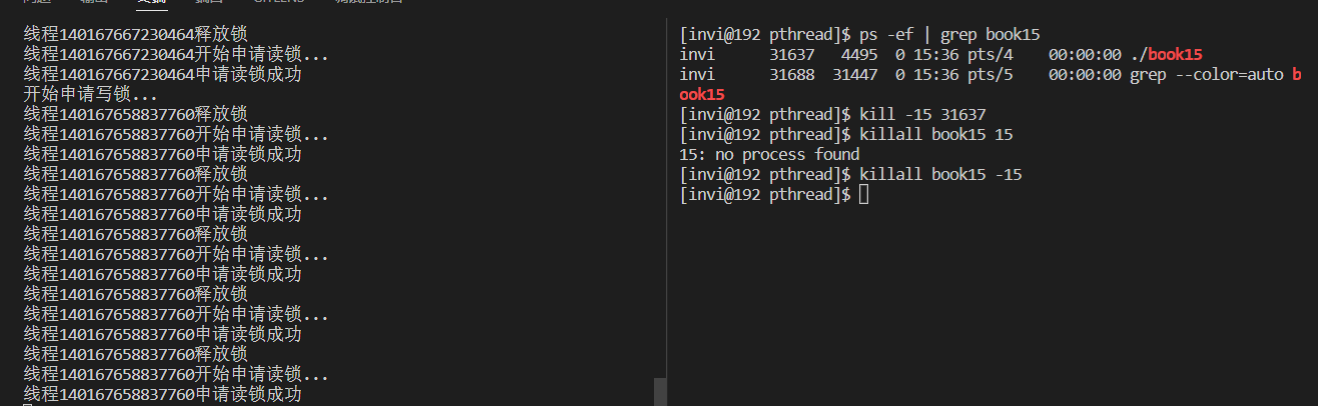 线程140167667230464释放锁
线程140167667230464开始申请读锁...
线程140167667230464申请读锁成功
开始申请写锁...
线程140167658837760释放锁
线程140167658837760开始申请读锁...
线程140167658837760申请读锁成功
线程140167658837760释放锁
线程140167658837760开始申请读锁...
线程140167658837760申请读锁成功
线程140167658837760释放锁
线程140167658837760开始申请读锁...
线程140167658837760申请读锁成功
线程140167658837760释放锁
线程140167658837760开始申请读锁...
线程140167658837760申请读锁成功
线程140167658837760释放锁
线程140167658837760开始申请读锁...
线程140167658837760申请读锁成功
[invi@192 pthread]$ ps -ef | grep book15
invi 31637 4495 0 15:36 pts/4 00:00:00 ./book15
invi 31688 31447 0 15:36 pts/5 00:00:00 grep --color=auto b
ook15
[invi@192 pthread]$ kill -15 31637
[invi@192 pthread]$ killall book15 15
15: no process found
[invi@192 pthread]$ killall book15 -15
[invi@192 pthread]$